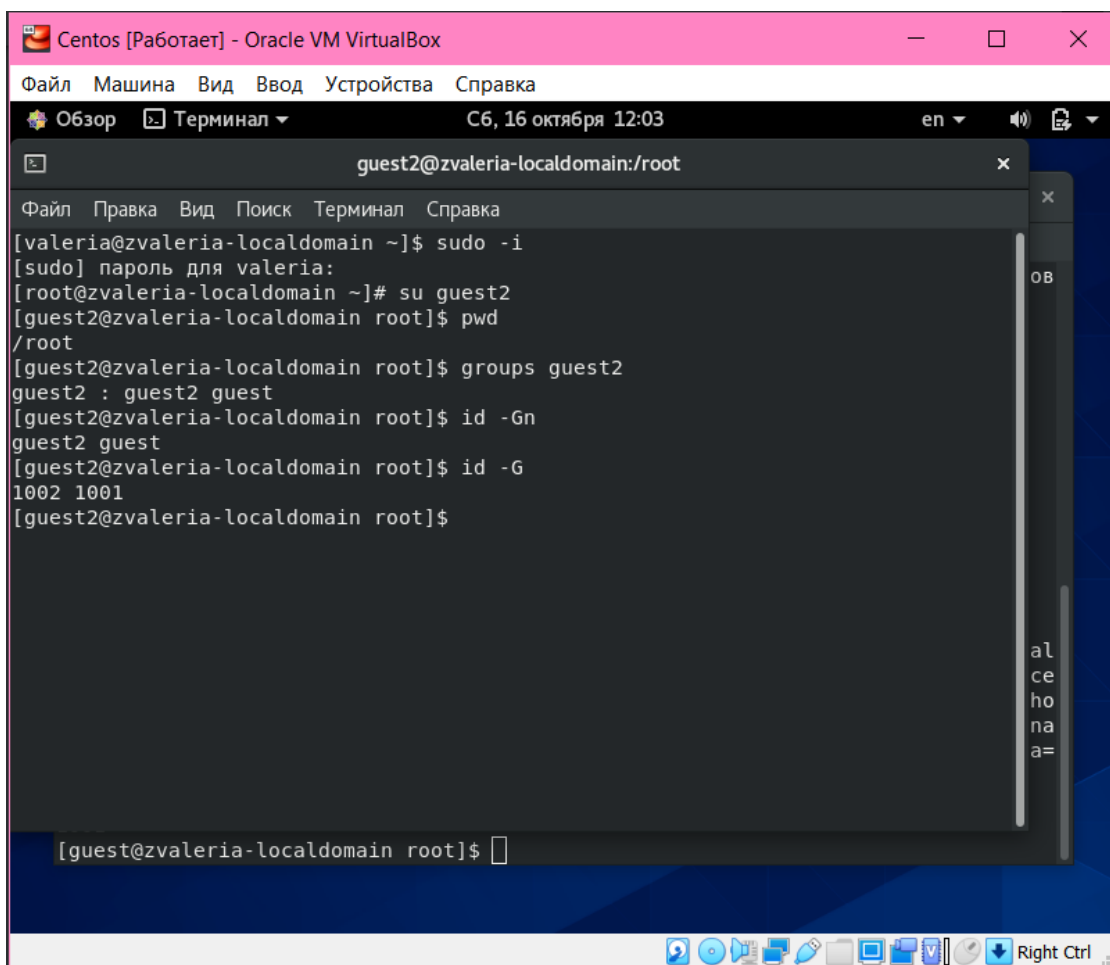 Centos [Работает] - Oracle VM VirtualBox
Файл Машина Вид Ввод Устройства Справка
Обзор Терминал Сб, 16 октября 12:03 en
guest2@zvaleria-localdomain:/root
Файл Правка Вид Поиск Терминал Справка
[valeria@zvaleria-localdomain ~]$ sudo -i
[sudo] пароль для valeria:
[root@zvaleria-localdomain ~]# su guest2
[guest2@zvaleria-localdomain root]$ pwd
/root
[guest2@zvaleria-localdomain root]$ groups guest2
guest2 : guest2 guest
[guest2@zvaleria-localdomain root]$ id -Gn
guest2 guest
[guest2@zvaleria-localdomain root]$ id -G
1002 1001
[guest2@zvaleria-localdomain root]$
ов
al
ce
ho
na
a=
[guest@zvaleria-localdomain root]$
Right Ctrl